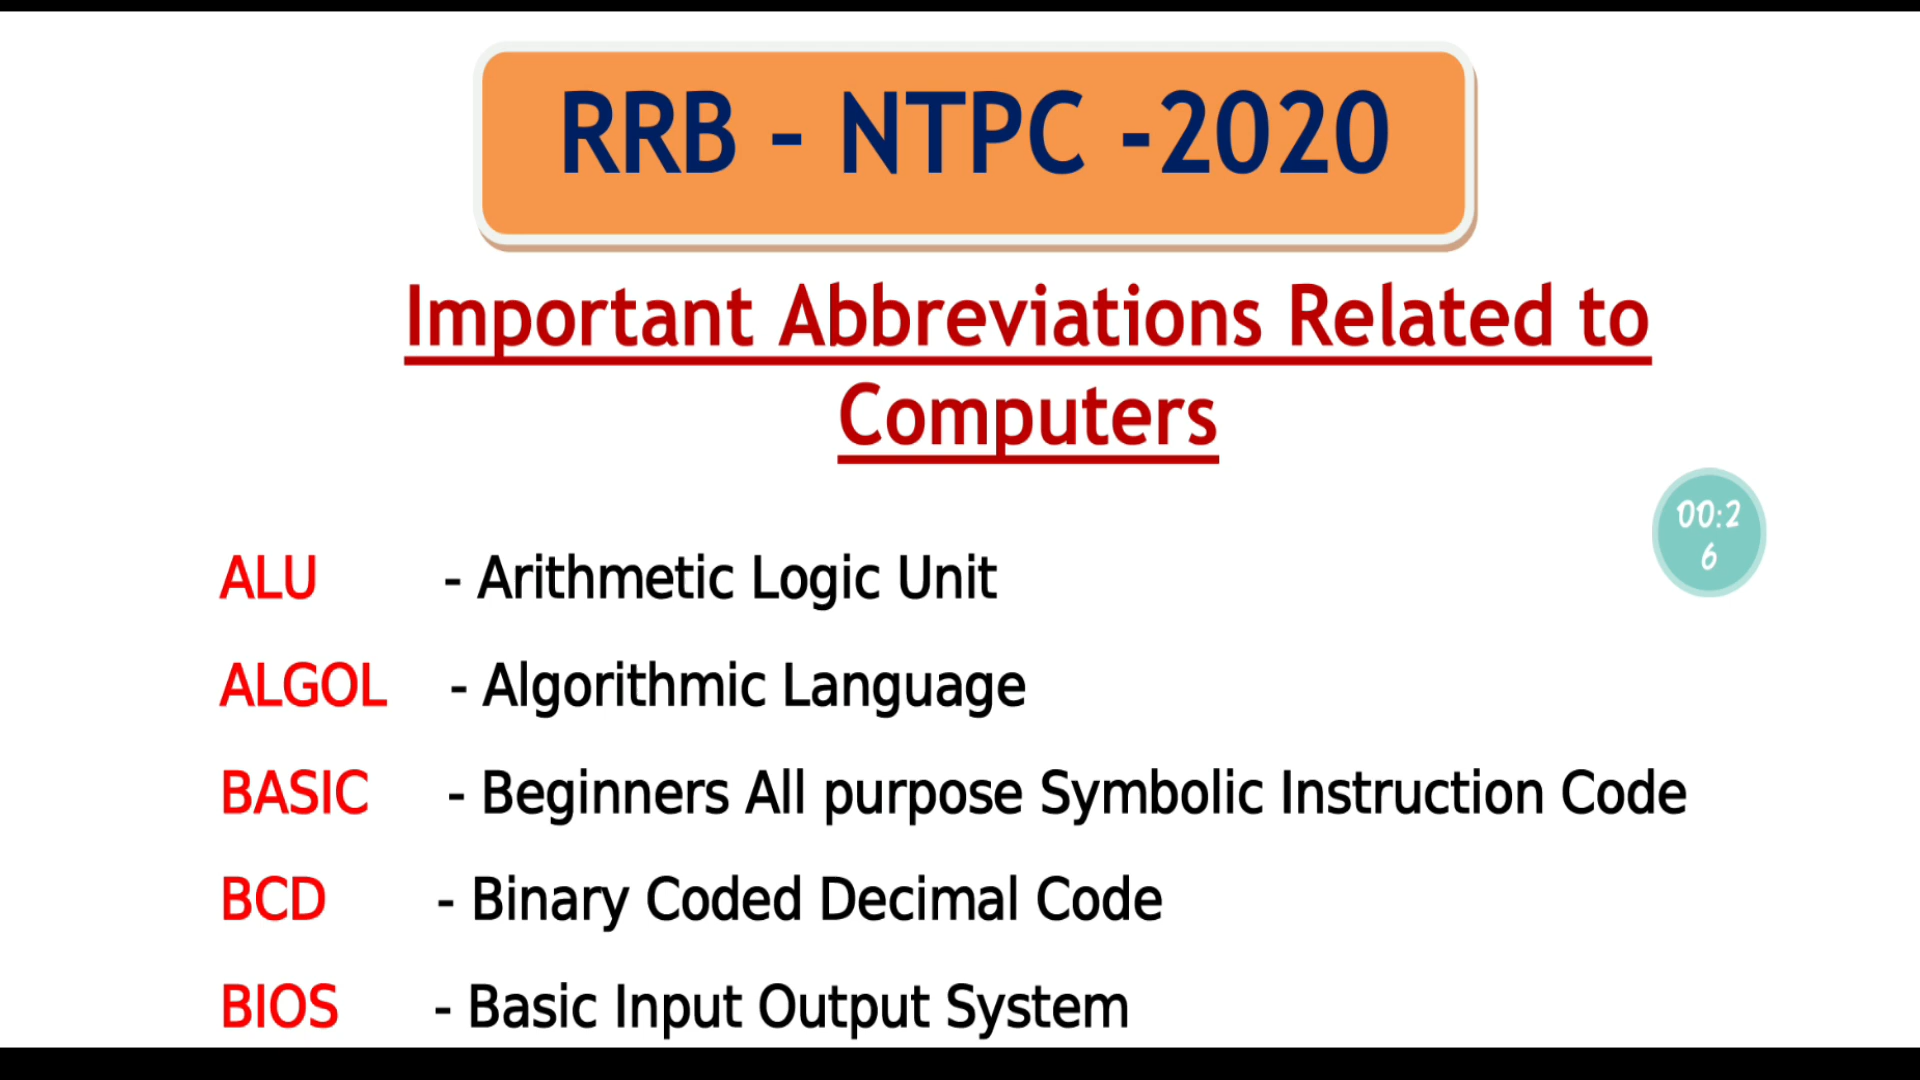 RRB - NTPC -2020
Important Abbreviations Related to
Computers
00:2
6
ALU - Arithmetic Logic Unit
ALGOL - Algorithmic Language
BASIC - Beginners All purpose Symbolic Instruction Code
BCD - Binary Coded Decimal Code
BIOS - Basic Input Output System